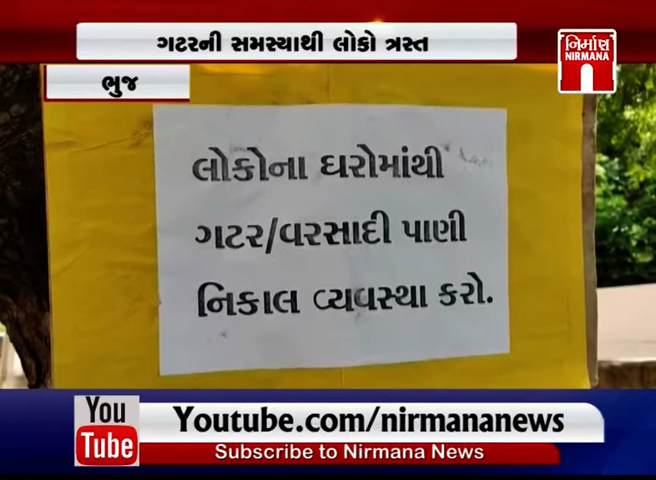 ગટરની સમસ્યાથી લોકો ત્રસ્ત
નિર્માણ
NIRMANA
ભુજ
લોકોના ઘરોમાંથી
ગટર/વરસાદી પાણી
નિકાલ વ્યવસ્થા કરો.
You
Tube
Youtube.com/nirmananews
Subscribe to Nirmana News